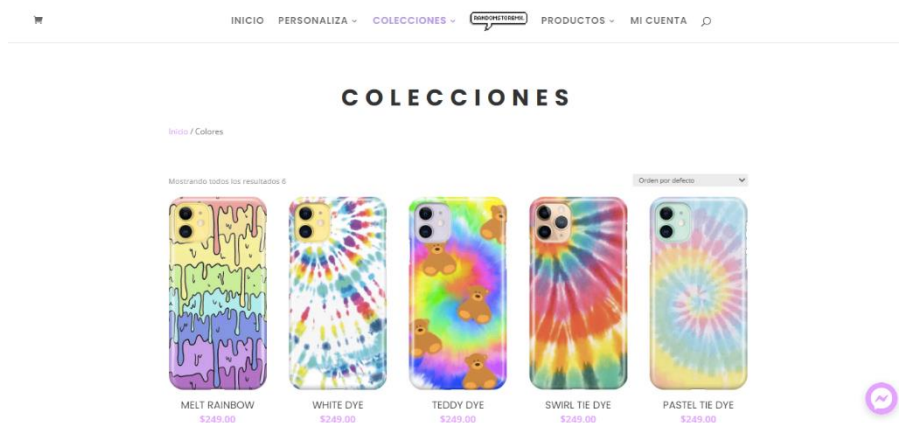 INICIO PERSONALIZA COLECCIONES RANDOMSTOREMX PRODUCTOS MI CUENTA
COLECCIONES
Inicio / Colores
Mostrando todos los resultados 6
Orden por defecto
MELT RAINBOW WHITE DYE TEDDY DYE SWIRL TIE DYE PASTEL TIE DYE
$249.00 $249.00 $249.00 $249.00 $249.00